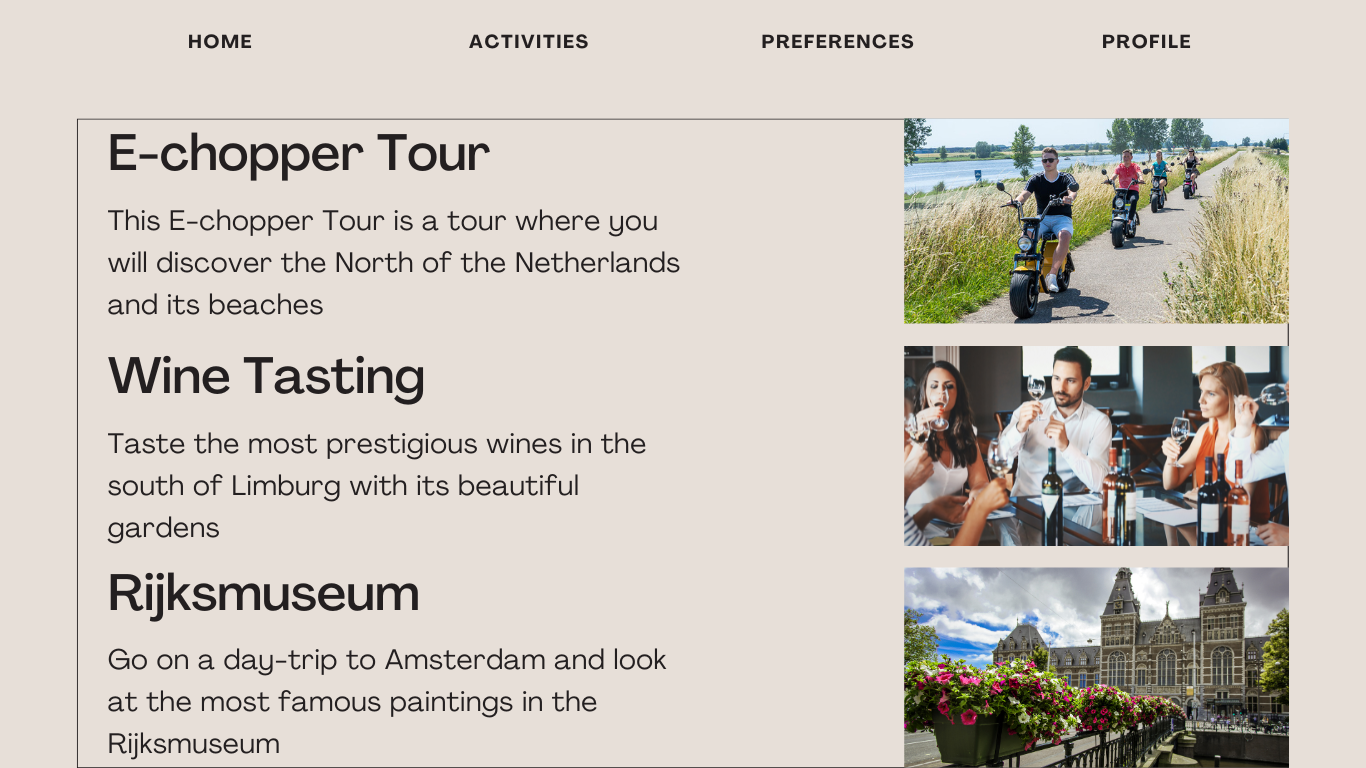 HOME
ACTIVITIES
PREFERENCES
PROFILE
E-chopper Tour
This E-chopper Tour is a tour where you
will discover the North of the Netherlands
and its beaches
Wine Tasting
Taste the most prestigious wines in the
south of Limburg with its beautiful
gardens
Rijksmuseum
Go on a day-trip to Amsterdam and look
at the most famous paintings in the
Rijksmuseum